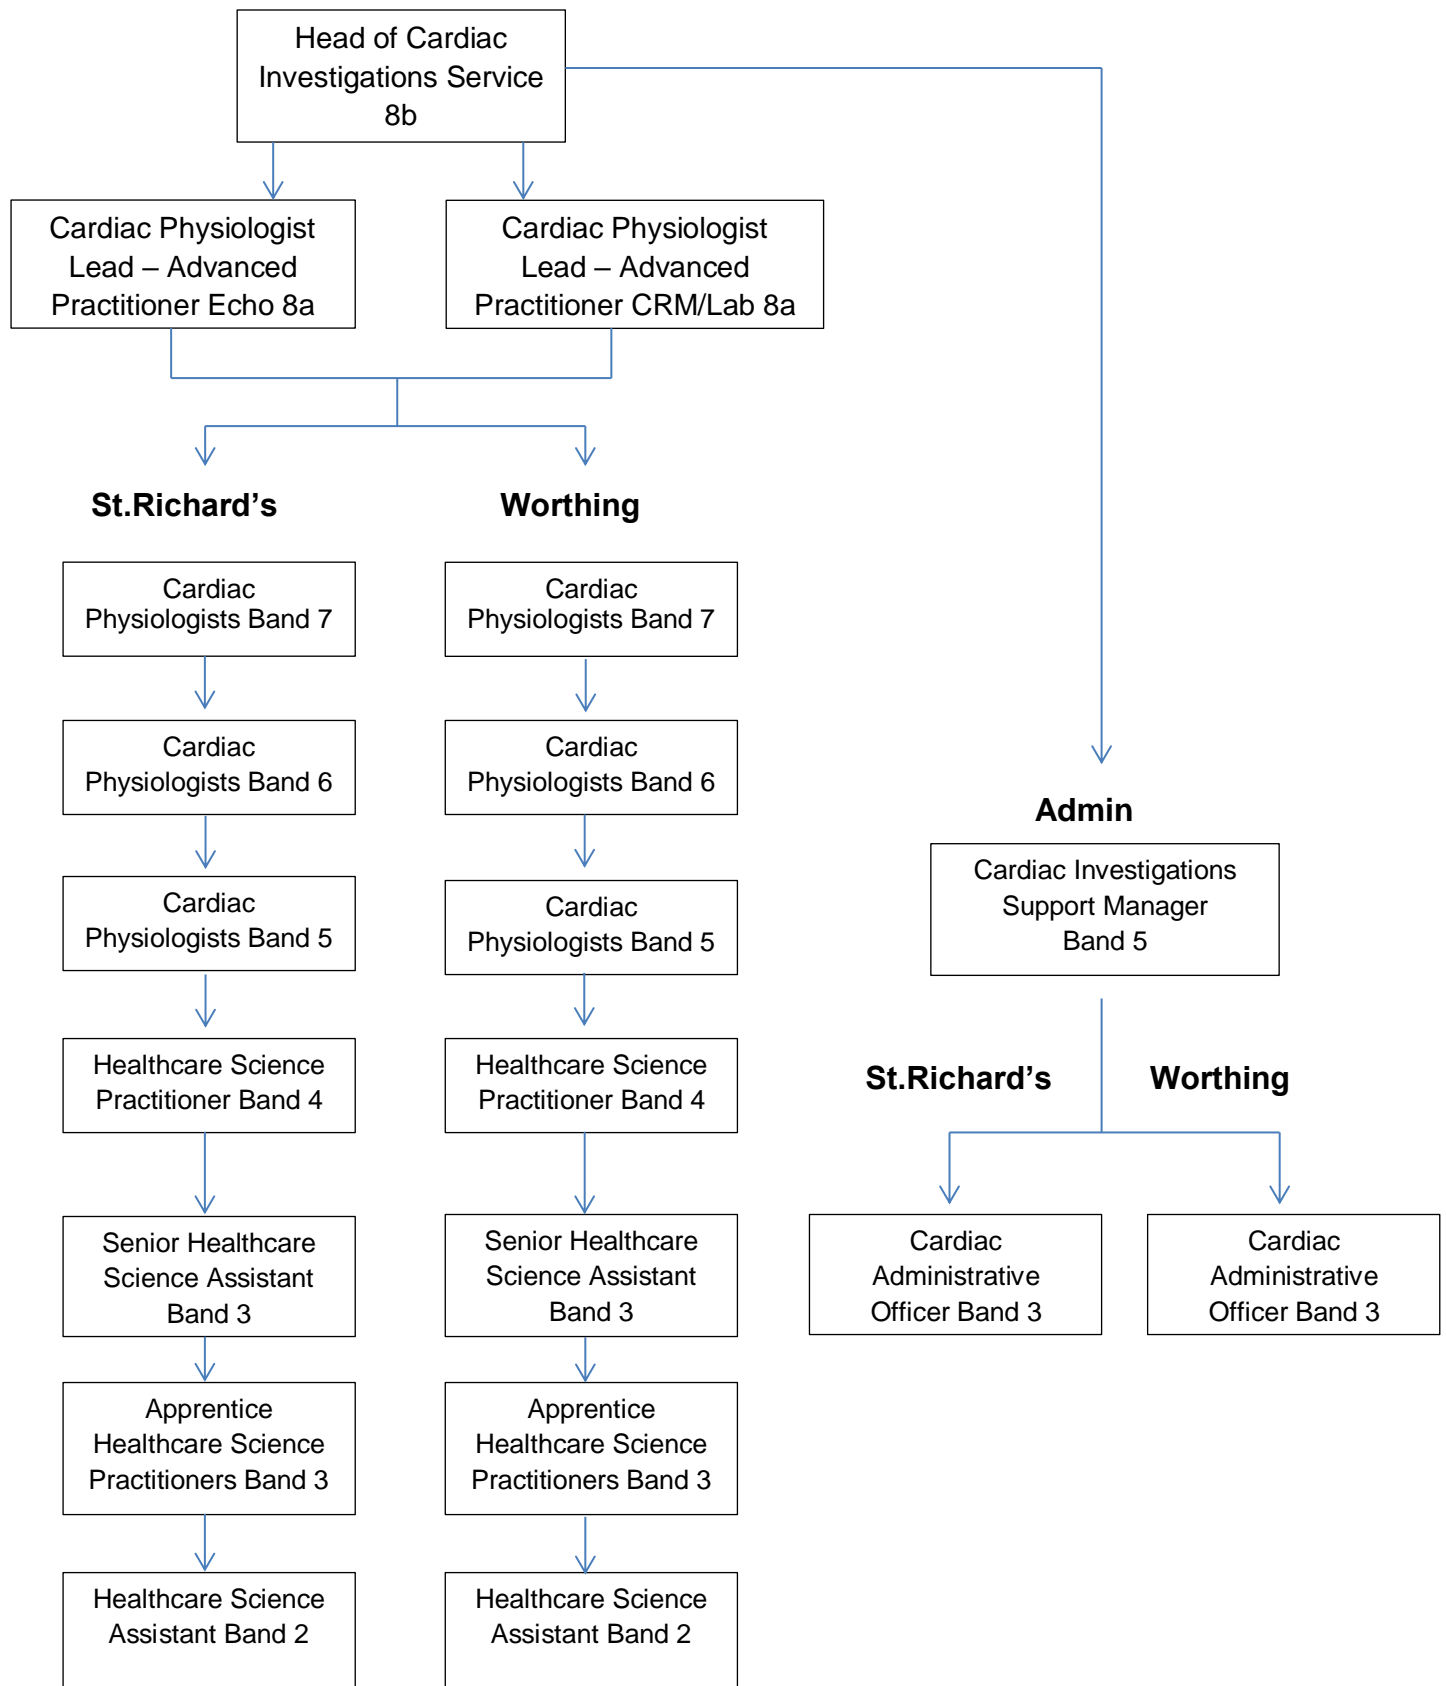 Head of Cardiac
Investigations Service
8b
Cardiac Physiologist
Lead – Advanced
Practitioner Echo 8a
Cardiac Physiologist
Lead – Advanced
Practitioner CRM/Lab 8a
St.Richard’s
Worthing
Cardiac
Physiologists Band 7
Cardiac
Physiologists Band 7
Cardiac
Physiologists Band 6
Cardiac
Physiologists Band 6
Cardiac
Physiologists Band 5
Cardiac
Physiologists Band 5
Healthcare Science
Practitioner Band 4
Healthcare Science
Practitioner Band 4
Senior Healthcare
Science Assistant
Band 3
Senior Healthcare
Science Assistant
Band 3
Apprentice
Healthcare Science
Practitioners Band 3
Apprentice
Healthcare Science
Practitioners Band 3
Healthcare Science
Assistant Band 2
Healthcare Science
Assistant Band 2
Admin
Cardiac Investigations
Support Manager
Band 5
St.Richard’s
Worthing
Cardiac
Administrative
Officer Band 3
Cardiac
Administrative
Officer Band 3